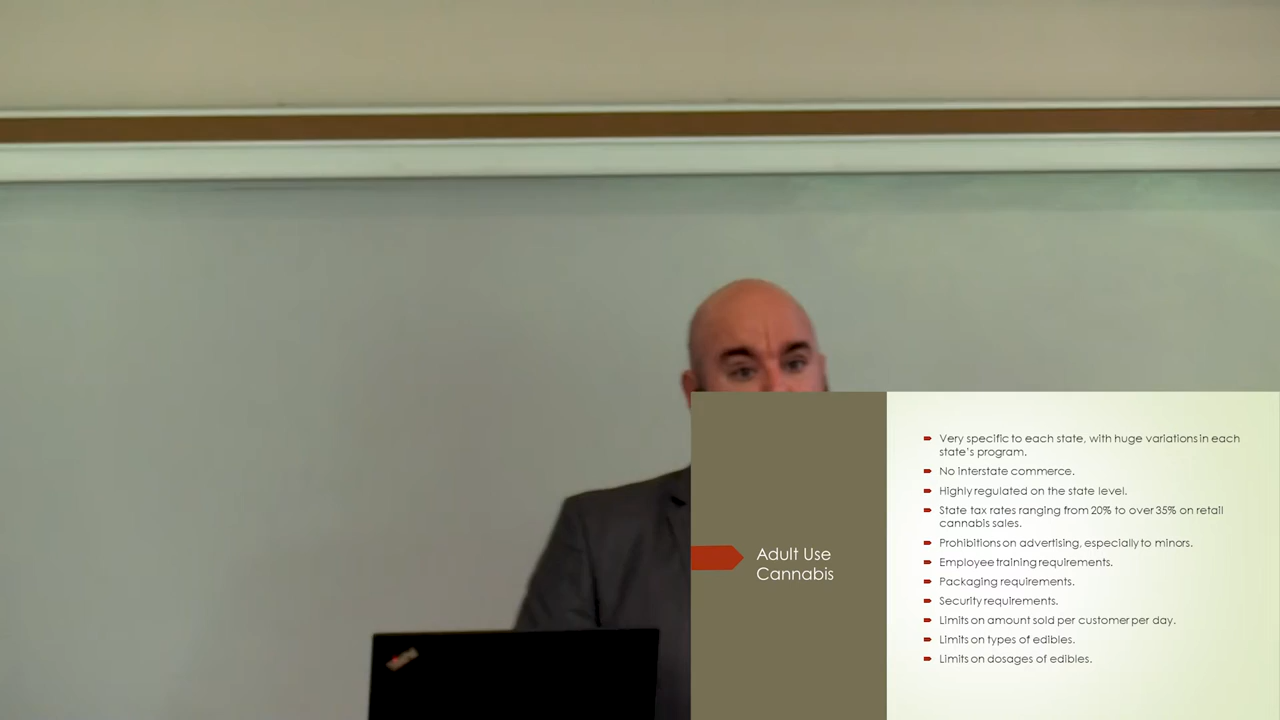 Adult Use
Cannabis
Very specific to each state, with huge variations in each
state's program.
No interstate commerce.
Highly regulated on the state level.
State tax rates ranging from 20% to over 35% on retail
cannabis sales.
Prohibitions on advertising, especially to minors.
Employee training requirements.
Packaging requirements.
Security requirements.
Limits on amount sold per customer per day.
Limits on types of edibles.
Limits on dosages of edibles.